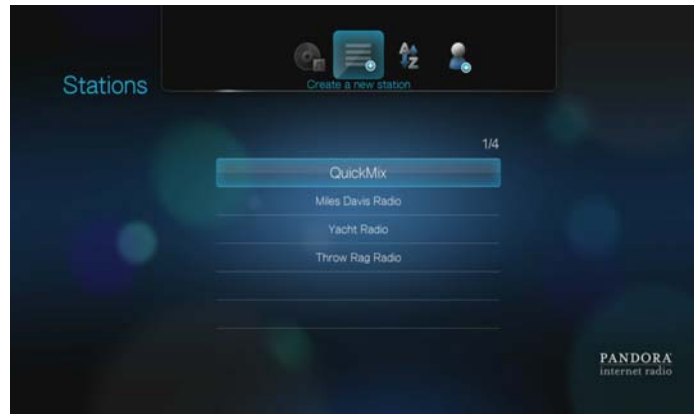 Create a new station
Stations
1/4
QuickMix
Miles Davis Radio
Yacht Radio
Throw Rag Radio
PANDORA
internet radio